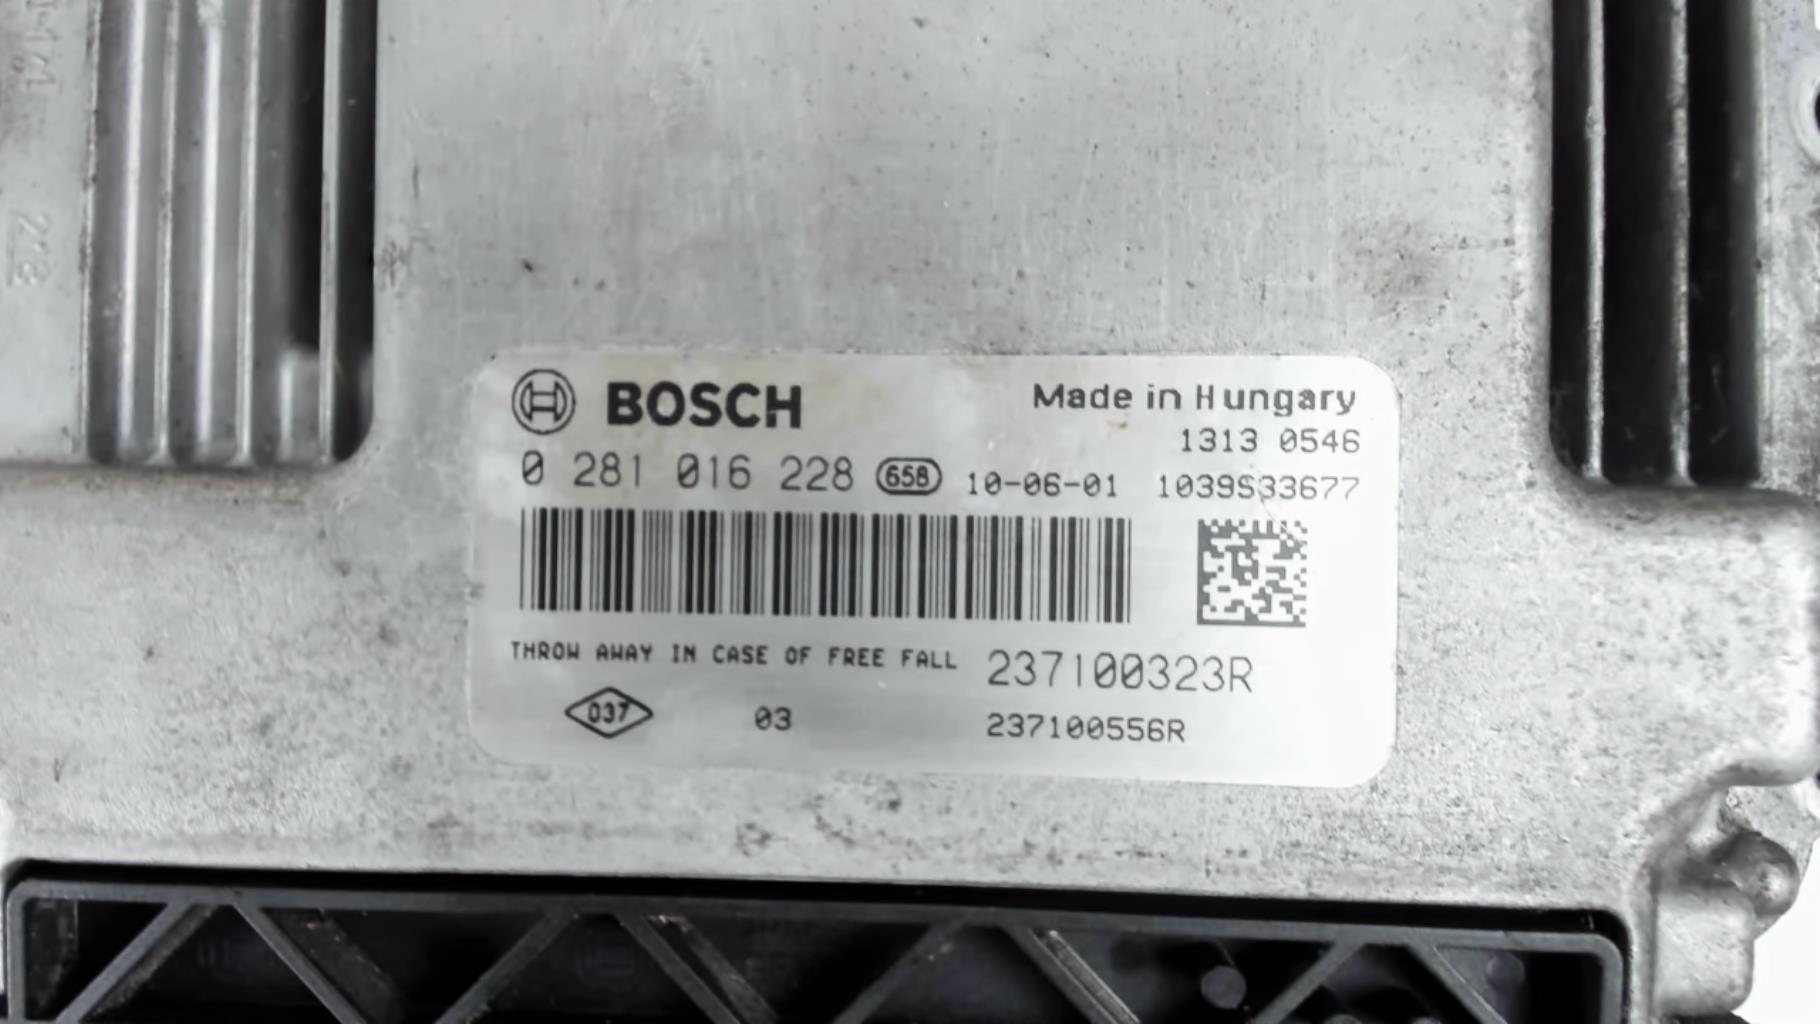 BOSCH
Made in Hungary
1313 0546
0 281 016 228 658 10-06-01 1039S33677
THROW AWAY IN CASE OF FREE FALL 237100323R
037 03 237100556R